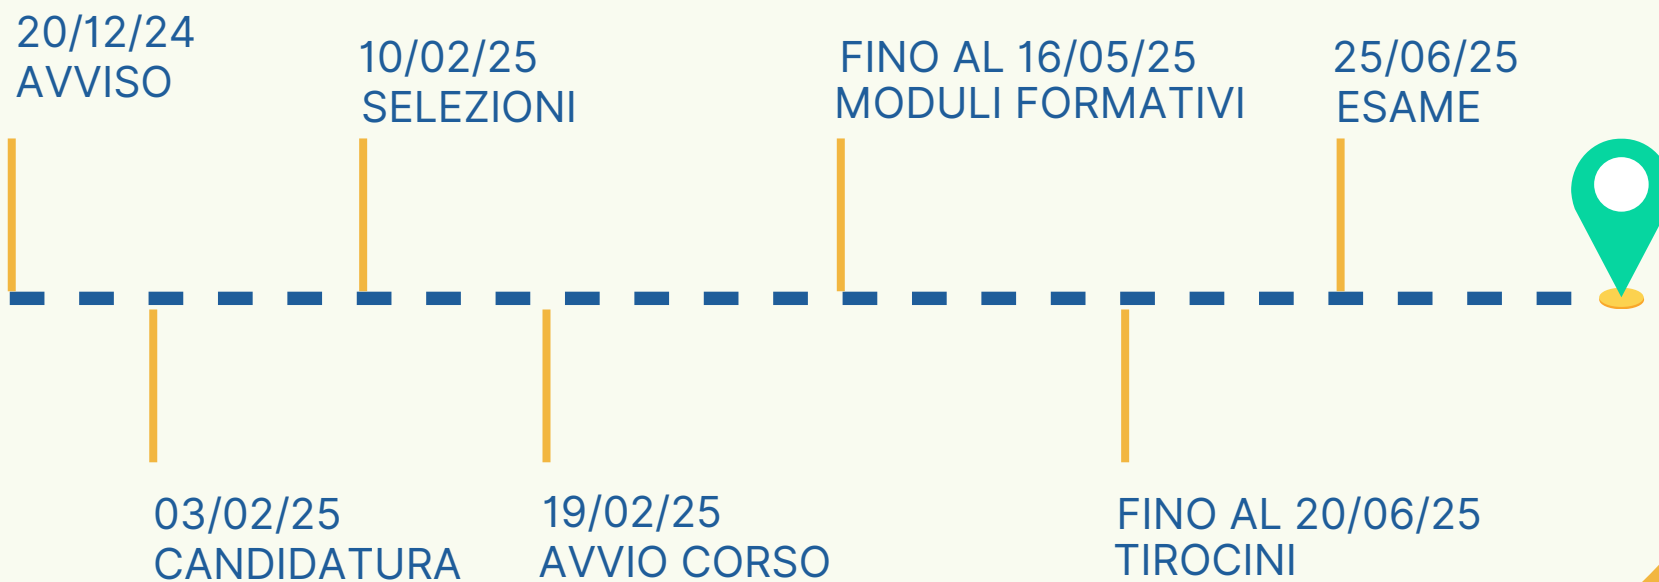 20/12/24
AVVISO
10/02/25
SELEZIONI
FINO AL 16/05/25
MODULI FORMATIVI
25/06/25
ESAME
03/02/25
CANDIDATURA
19/02/25
AVVIO CORSO
FINO AL 20/06/25
TIROCINI